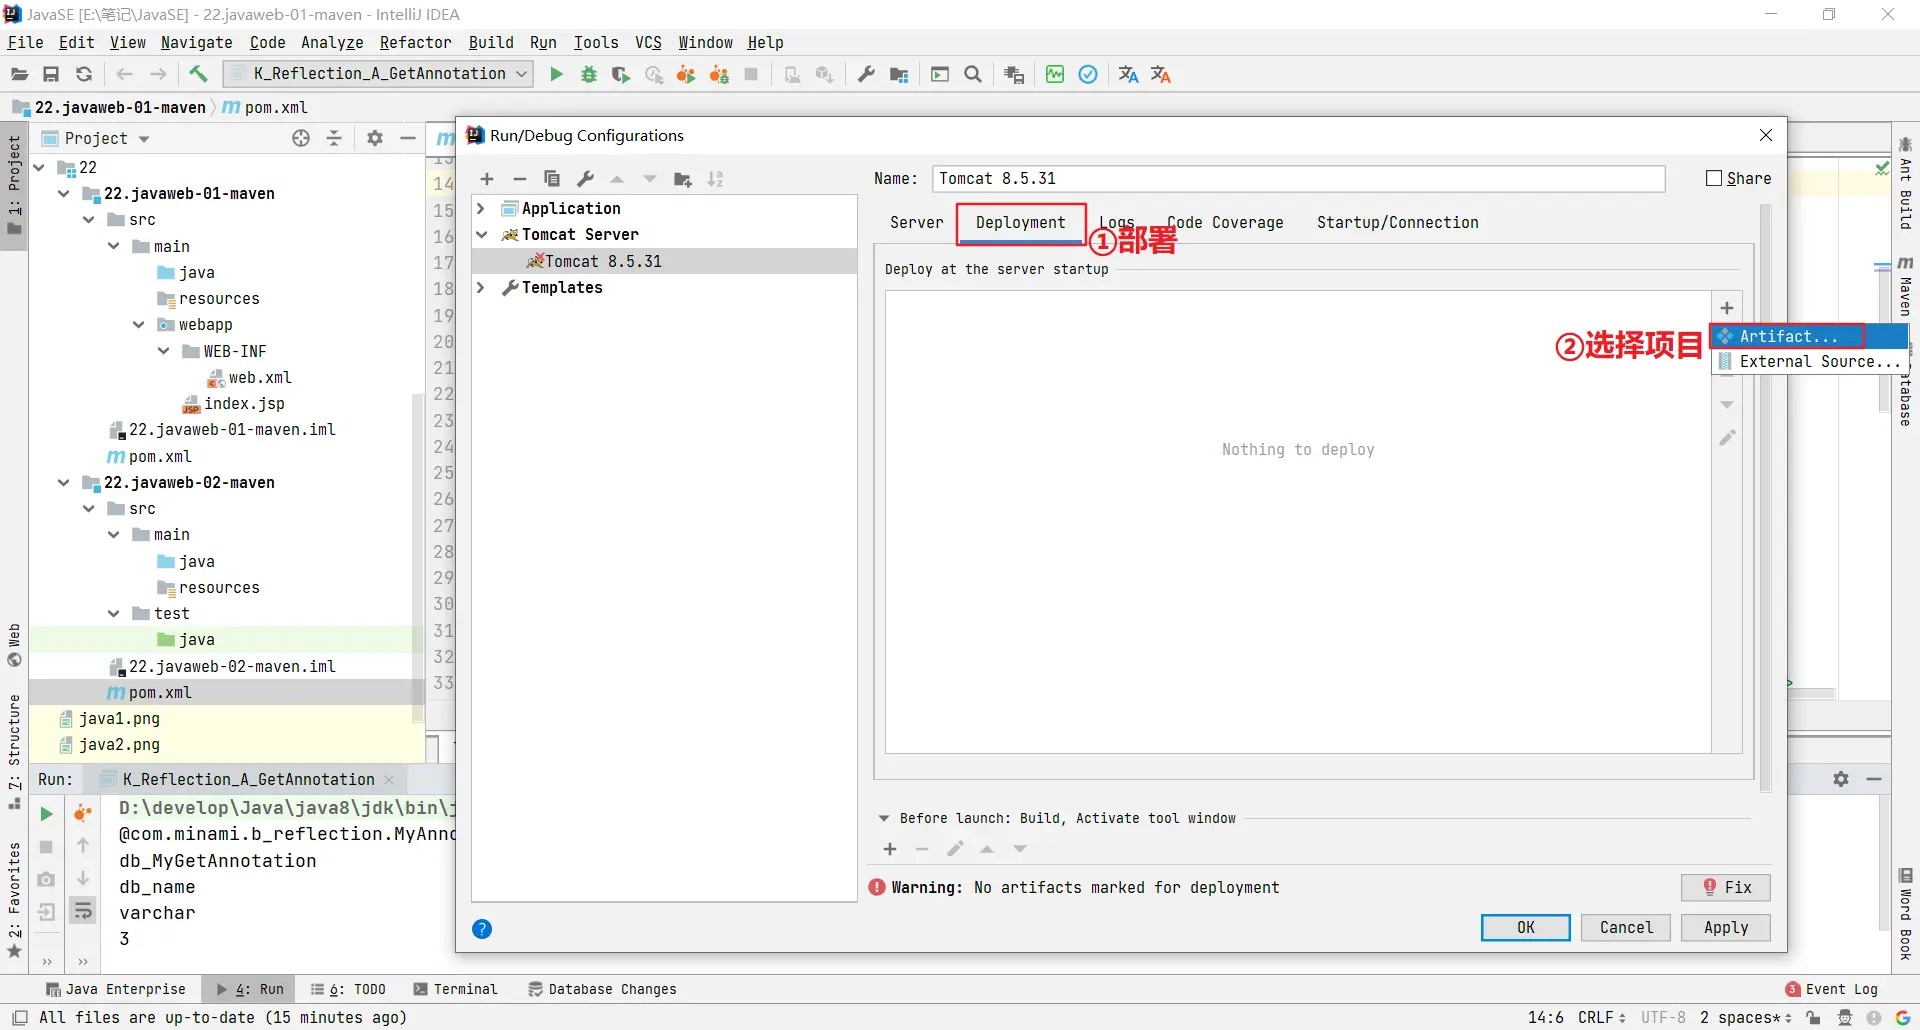 JavaSE [E:\笔记\JavaSE] - 22.javaweb-01-maven - IntelliJ IDEA
File Edit View Navigate Code Analyze Refactor Build Run Tools VCS Window Help
K_Reflection_A_GetAnnotation
22.javaweb-01-maven
pom.xml
Project
22
22.javaweb-01-maven
src
main
java
resources
webapp
WEB-INF
web.xml
index.jsp
22.javaweb-01-maven.iml
pom.xml
22.javaweb-02-maven
src
main
java
resources
test
java
22.javaweb-02-maven.iml
pom.xml
java1.png
java2.png
1: Project
Web
7: Structure
2: Favorites
14
15
16
17
18
19
20
21
22
23
24
25
26
27
28
29
30
31
32
33
Run/Debug Configurations
Application
Tomcat Server
Tomcat 8.5.31
Templates
Name: Tomcat 8.5.31
Share
Server Deployment Logs Code Coverage Startup/Connection
①部署
Deploy at the server startup
②选择项目
Artifact...
External Source...
Nothing to deploy
Before launch: Build, Activate tool window
Warning: No artifacts marked for deployment
Fix
OK Cancel Apply
Ant Build
Maven
Word Book
Run: K_Reflection_A_GetAnnotation
D:\develop\Java\java8\jdk\bin\j
@com.minami.b_reflection.MyAnno
db_MyGetAnnotation
db_name
varchar
3
Java Enterprise 4: Run 6: TODO Terminal Database Changes
3 Event Log
All files are up-to-date (15 minutes ago)
14:6 CRLF UTF-8 2 spaces*